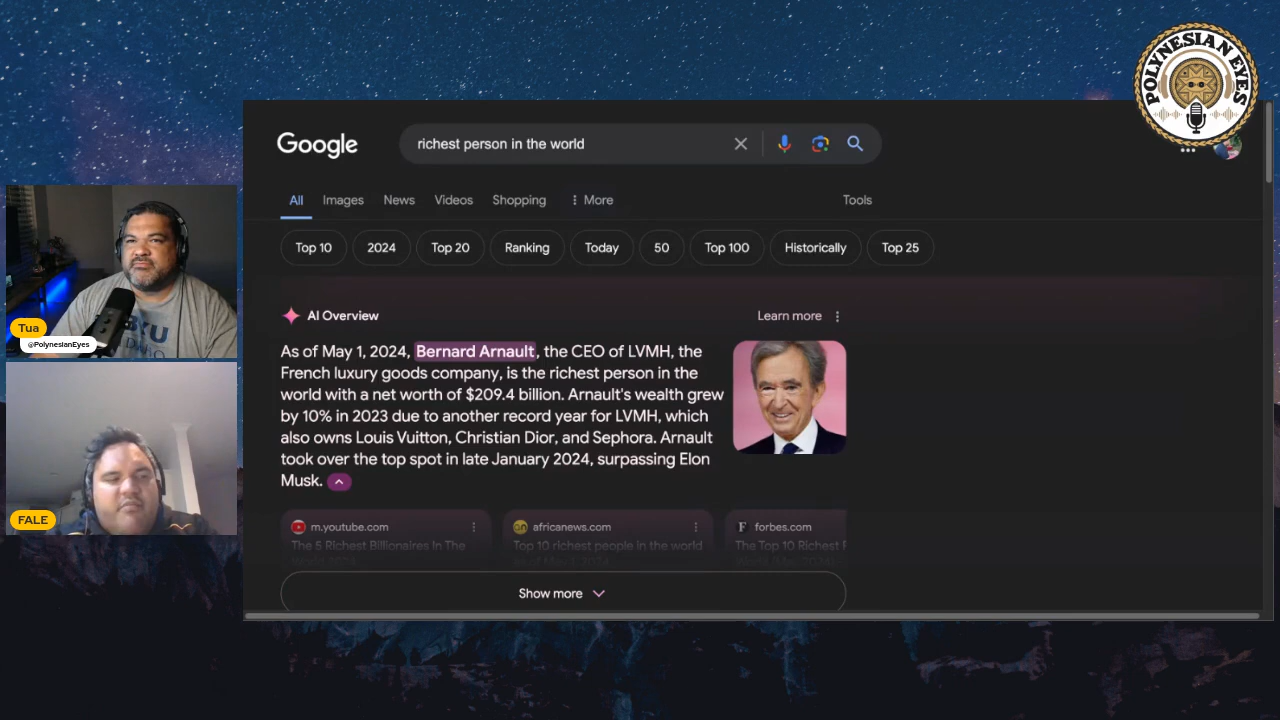 POLYNESIAN EYES
Google
richest person in the world
All Images News Videos Shopping More Tools
Top 10 2024 Top 20 Ranking Today 50 Top 100 Historically Top 25
AI Overview Learn more
As of May 1, 2024, Bernard Arnault, the CEO of LVMH, the
French luxury goods company, is the richest person in the
world with a net worth of $209.4 billion. Arnault's wealth grew
by 10% in 2023 due to another record year for LVMH, which
also owns Louis Vuitton, Christian Dior, and Sephora. Arnault
took over the top spot in late January 2024, surpassing Elon
Musk.
m.youtube.com africanews.com forbes.com
The 5 Richest Billionaires In The Top 10 richest people in the world The Top 10 Richest
Show more
Tua
@PolynesianEyes
FALE